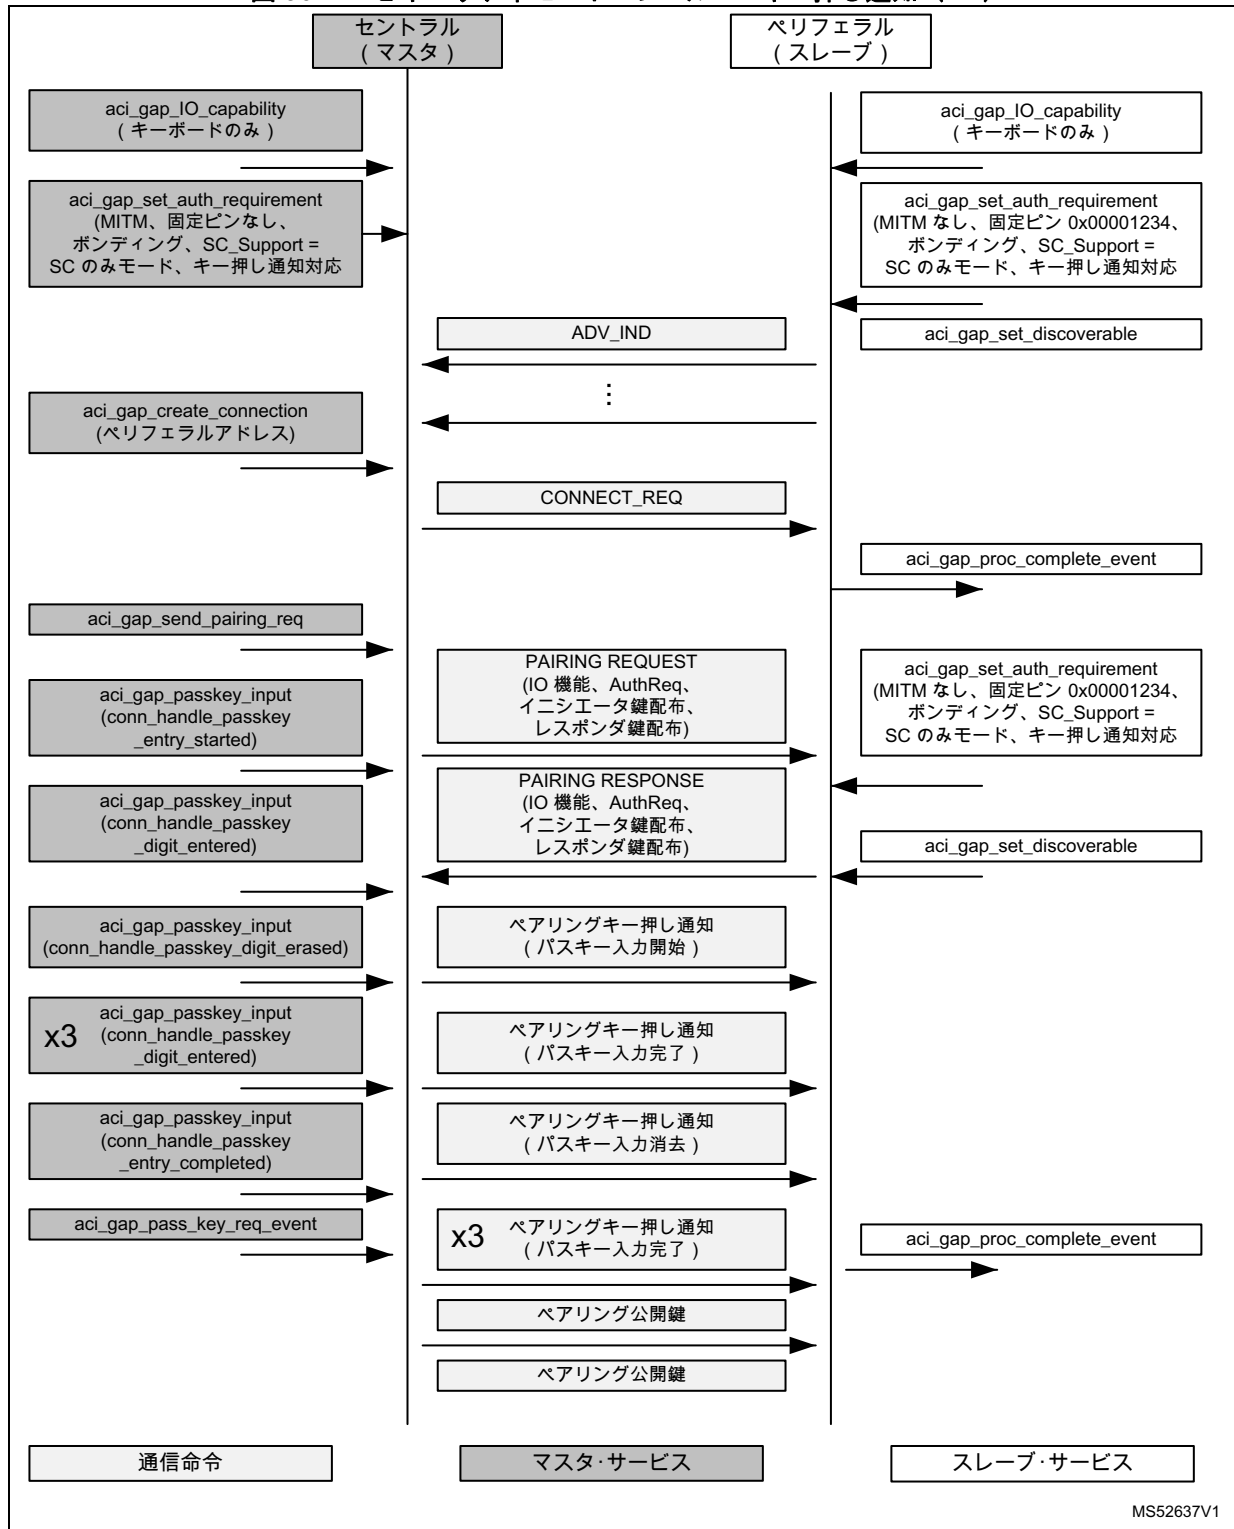 セントラル
(マスタ)
ペリフェラル
(スレーブ)
aci_gap_IO_capability
(キーボードのみ)
aci_gap_IO_capability
(キーボードのみ)
aci_gap_set_auth_requirement
(MITM、固定ピンなし、
ボンディング、SC_Support =
SC のみモード、キー押し通知対応
aci_gap_set_auth_requirement
(MITM なし、固定ピン 0x00001234、
ボンディング、SC_Support =
SC のみモード、キー押し通知対応
ADV_IND
aci_gap_set_discoverable
⋮
aci_gap_create_connection
(ペリフェラルアドレス)
CONNECT_REQ
aci_gap_proc_complete_event
aci_gap_send_pairing_req
PAIRING REQUEST
(IO 機能、AuthReq、
イニシエータ鍵配布、
レスポンダ鍵配布)
aci_gap_set_auth_requirement
(MITM なし、固定ピン 0x00001234、
ボンディング、SC_Support =
SC のみモード、キー押し通知対応
aci_gap_passkey_input
(conn_handle_passkey
_entry_started)
PAIRING RESPONSE
(IO 機能、AuthReq、
イニシエータ鍵配布、
レスポンダ鍵配布)
aci_gap_passkey_input
(conn_handle_passkey
_digit_entered)
aci_gap_set_discoverable
aci_gap_passkey_input
(conn_handle_passkey_digit_erased)
ペアリングキー押し通知
(パスキー入力開始)
x3
aci_gap_passkey_input
(conn_handle_passkey
_digit_entered)
ペアリングキー押し通知
(パスキー入力完了)
aci_gap_passkey_input
(conn_handle_passkey
_entry_completed)
ペアリングキー押し通知
(パスキー入力消去)
aci_gap_pass_key_req_event
x3
ペアリングキー押し通知
(パスキー入力完了)
aci_gap_proc_complete_event
ペアリング公開鍵
ペアリング公開鍵
通信命令
マスタ·サービス
スレーブ·サービス
MS52637V1